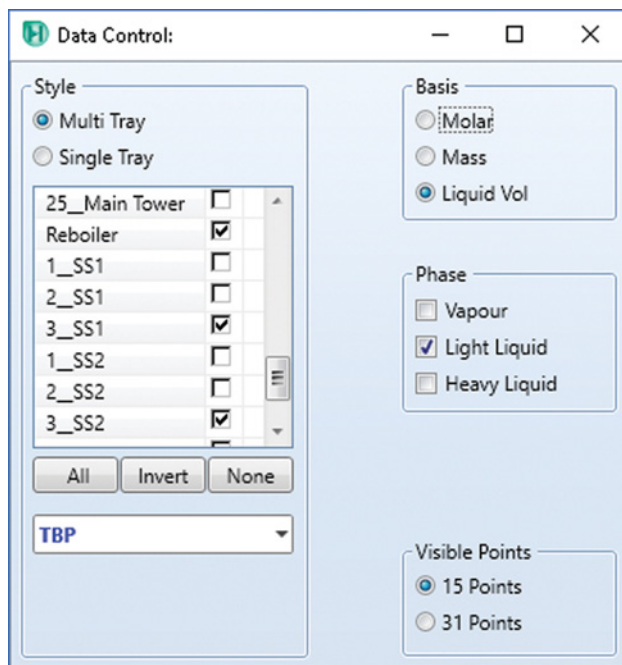 Data Control:
Style
Multi Tray
Single Tray
25__Main Tower
Reboiler
1__SS1
2__SS1
3__SS1
1__SS2
2__SS2
3__SS2
All Invert None
TBP
Basis
Molar
Mass
Liquid Vol
Phase
Vapour
Light Liquid
Heavy Liquid
Visible Points
15 Points
31 Points